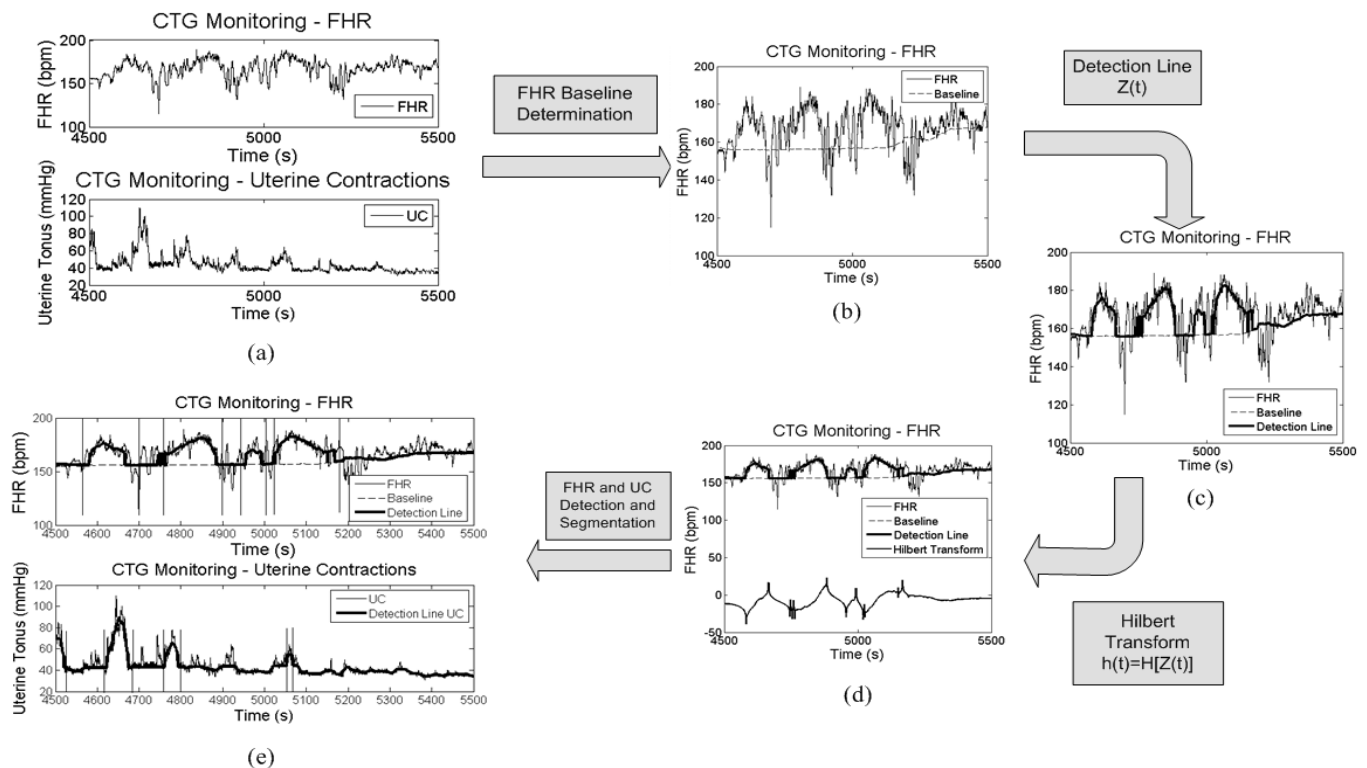 CTG Monitoring - FHR
200
150
100
FHR (bpm)
FHR
4500
5000
5500
Time (s)
CTG Monitoring - Uterine Contractions
120
100
80
60
40
20
Uterine Tonus (mmHg)
UC
4500
5000
5500
Time (s)
(a)
FHR Baseline
Determination
CTG Monitoring - FHR
200
180
160
140
120
100
FHR (bpm)
FHR
Baseline
4500
5000
5500
Time (s)
(b)
Detection Line
Z(t)
CTG Monitoring - FHR
200
180
160
140
120
100
FHR (bpm)
FHR
Baseline
Detection Line
4500
5000
5500
Time (s)
(c)
Hilbert
Transform
h(t)=H[Z(t)]
CTG Monitoring - FHR
200
150
100
50
0
-50
FHR (bpm)
FHR
Baseline
Detection Line
Hilbert Transform
4500
5000
5500
Time (s)
(d)
FHR and UC
Detection and
Segmentation
CTG Monitoring - FHR
200
150
100
FHR (bpm)
FHR
Baseline
Detection Line
4500 4600 4700 4800 4900 5000 5100 5200 5300 5400 5500
CTG Monitoring - Uterine Contractions
120
100
80
60
40
20
Uterine Tonus (mmHg)
UC
Detection Line UC
4500 4600 4700 4800 4900 5000 5100 5200 5300 5400 5500
Time (s)
(e)